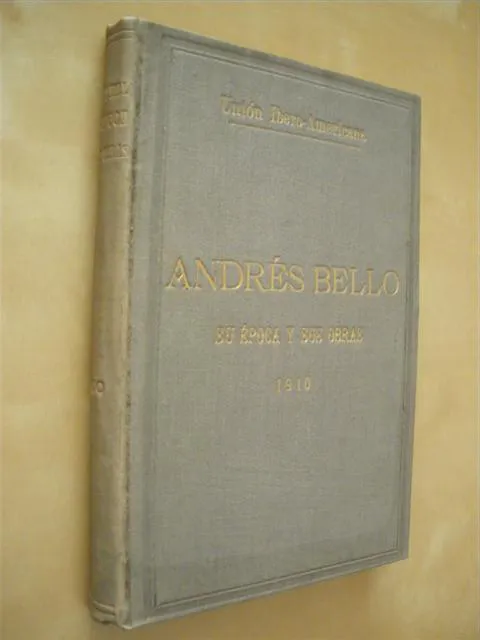 Unión Ibero-Americana
ANDRÉS BELLO
SU ÉPOCA Y SUS OBRAS
1910